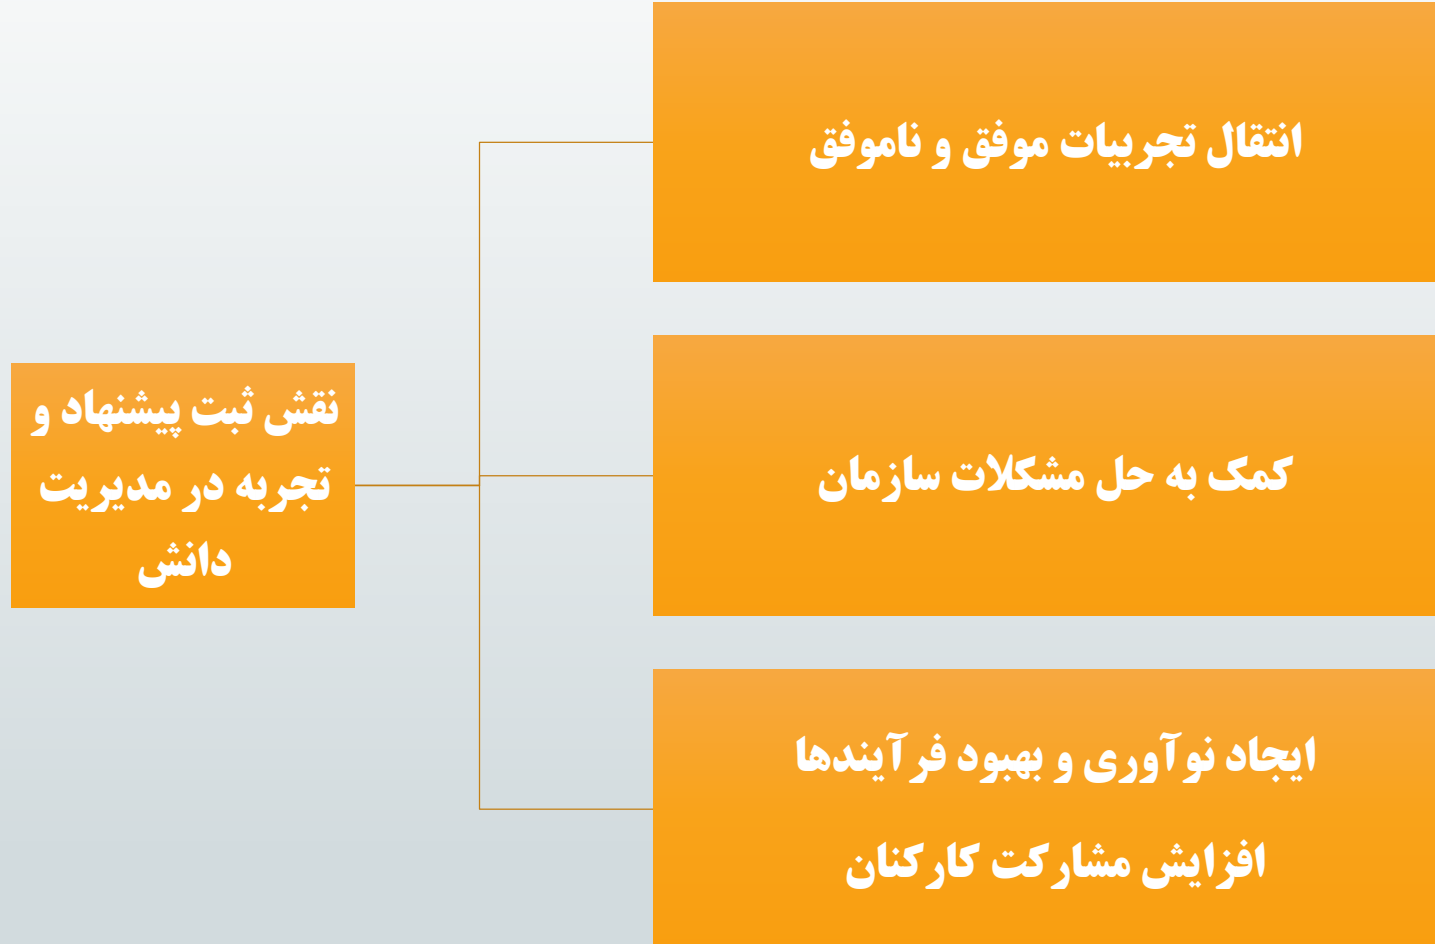 نقش ثبت پیشنهاد و
تجربه در مدیریت
دانش
انتقال تجربیات موفق و ناموفق
کمک به حل مشکلات سازمان
ایجاد نوآوری و بهبود فرآیندها
افزایش مشارکت کارکنان